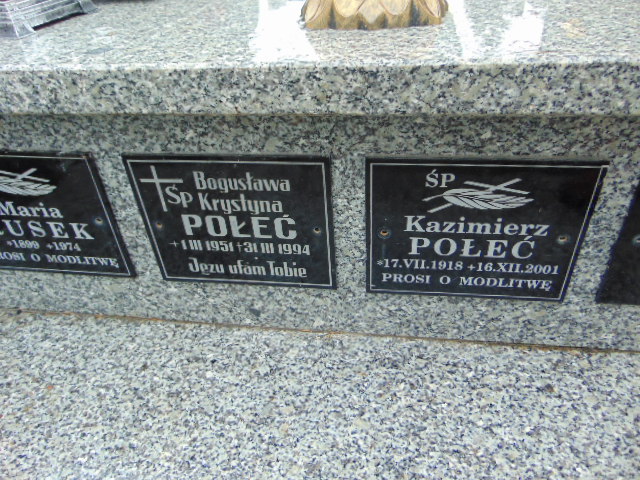 Maria
USEK
*1899 +1974
PROSI O MODLITWĘ
Bogusława
ŚP Krystyna
POŁEĆ
+1 III 1951 +31 III 1994
Jezu ufam Tobie
ŚP
Kazimierz
POŁEĆ
*17.VII.1918 +16.XII.2001
PROSI O MODLITWĘ